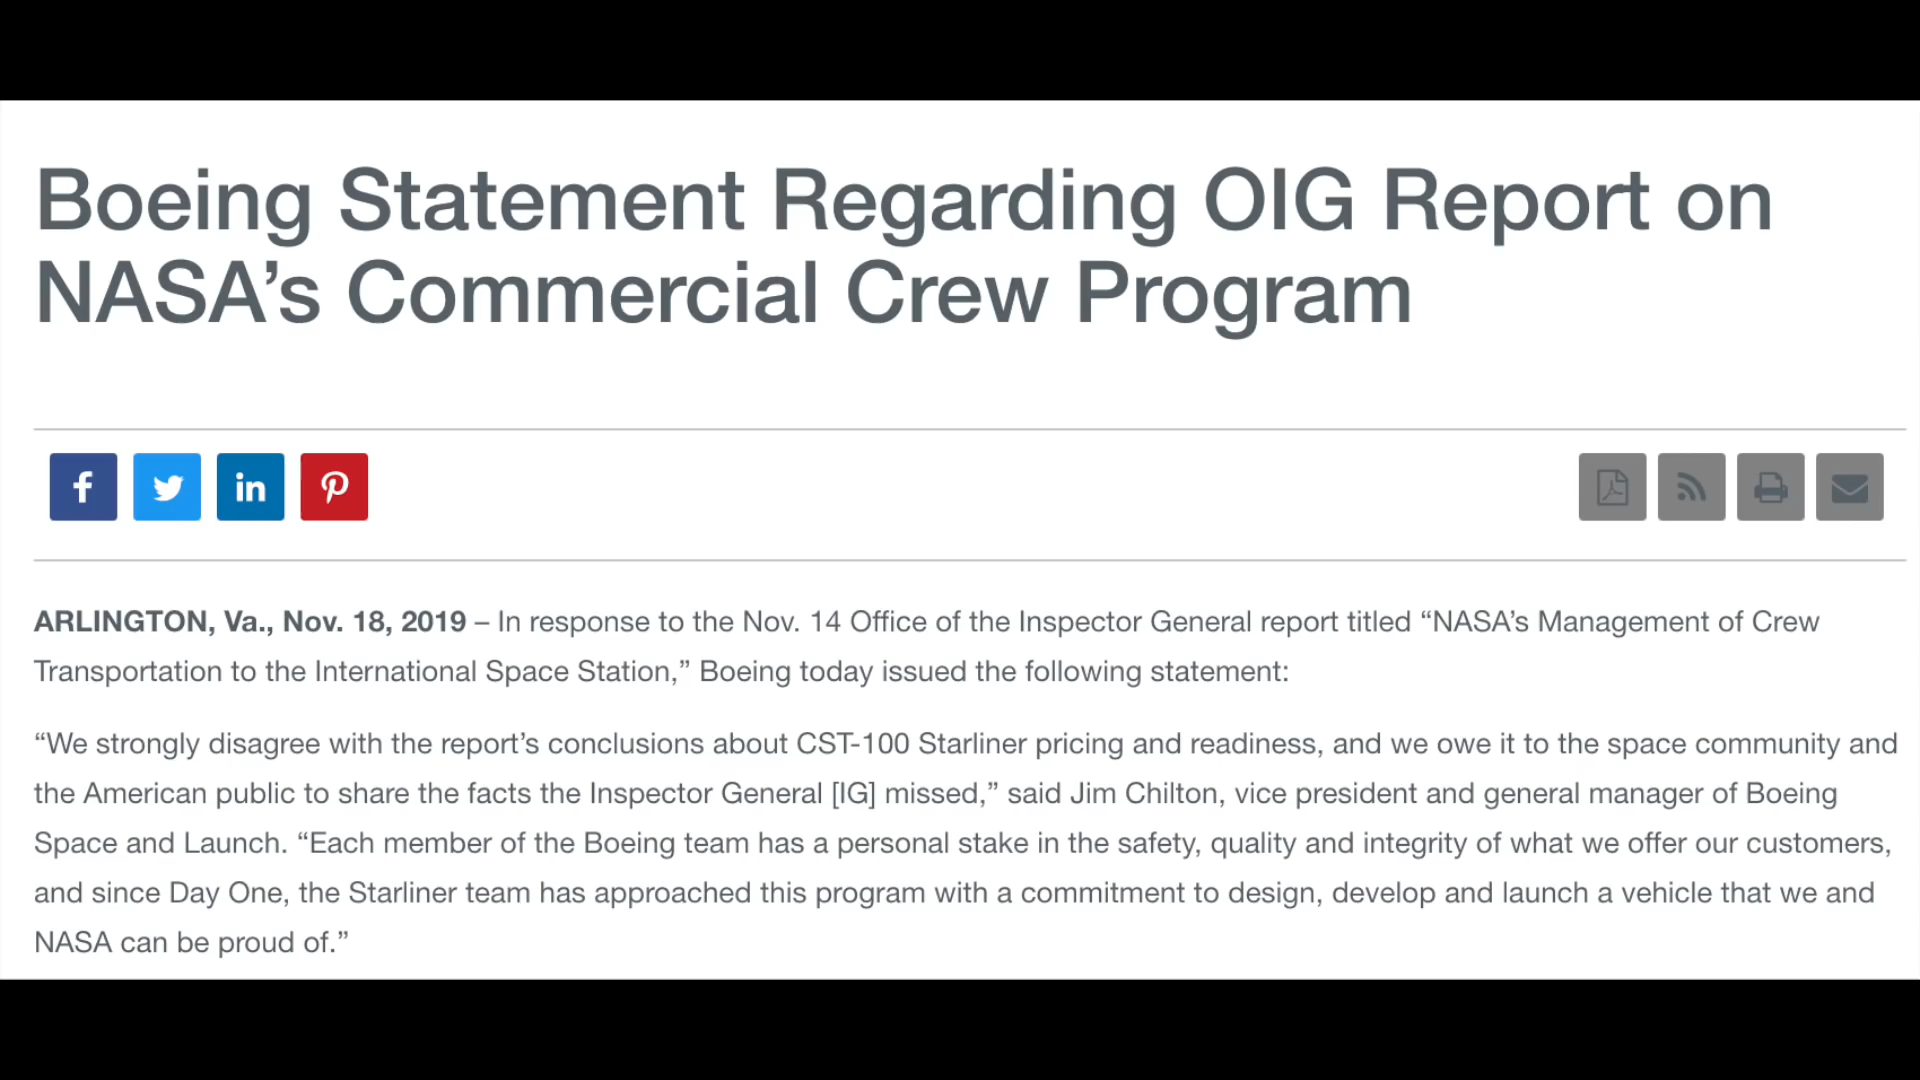 Boeing Statement Regarding OIG Report on
NASA’s Commercial Crew Program
f in
ARLINGTON, Va., Nov. 18, 2019 – In response to the Nov. 14 Office of the Inspector General report titled “NASA’s Management of Crew
Transportation to the International Space Station,” Boeing today issued the following statement:
“We strongly disagree with the report’s conclusions about CST-100 Starliner pricing and readiness, and we owe it to the space community and
the American public to share the facts the Inspector General [IG] missed,” said Jim Chilton, vice president and general manager of Boeing
Space and Launch. “Each member of the Boeing team has a personal stake in the safety, quality and integrity of what we offer our customers,
and since Day One, the Starliner team has approached this program with a commitment to design, develop and launch a vehicle that we and
NASA can be proud of.”